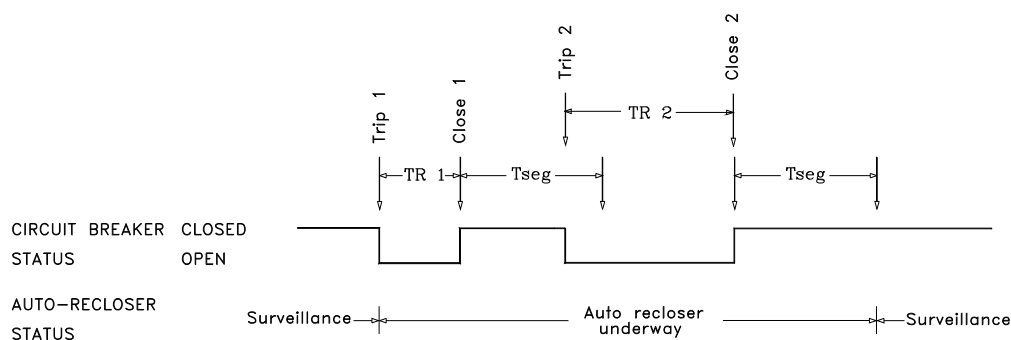 Trip 1
Close 1
Trip 2
Close 2
TR 2
TR 1
Tseg
Tseg
CIRCUIT BREAKER CLOSED
STATUS OPEN
AUTO-RECLOSER
STATUS
Surveillance
Auto recloser
underway
Surveillance